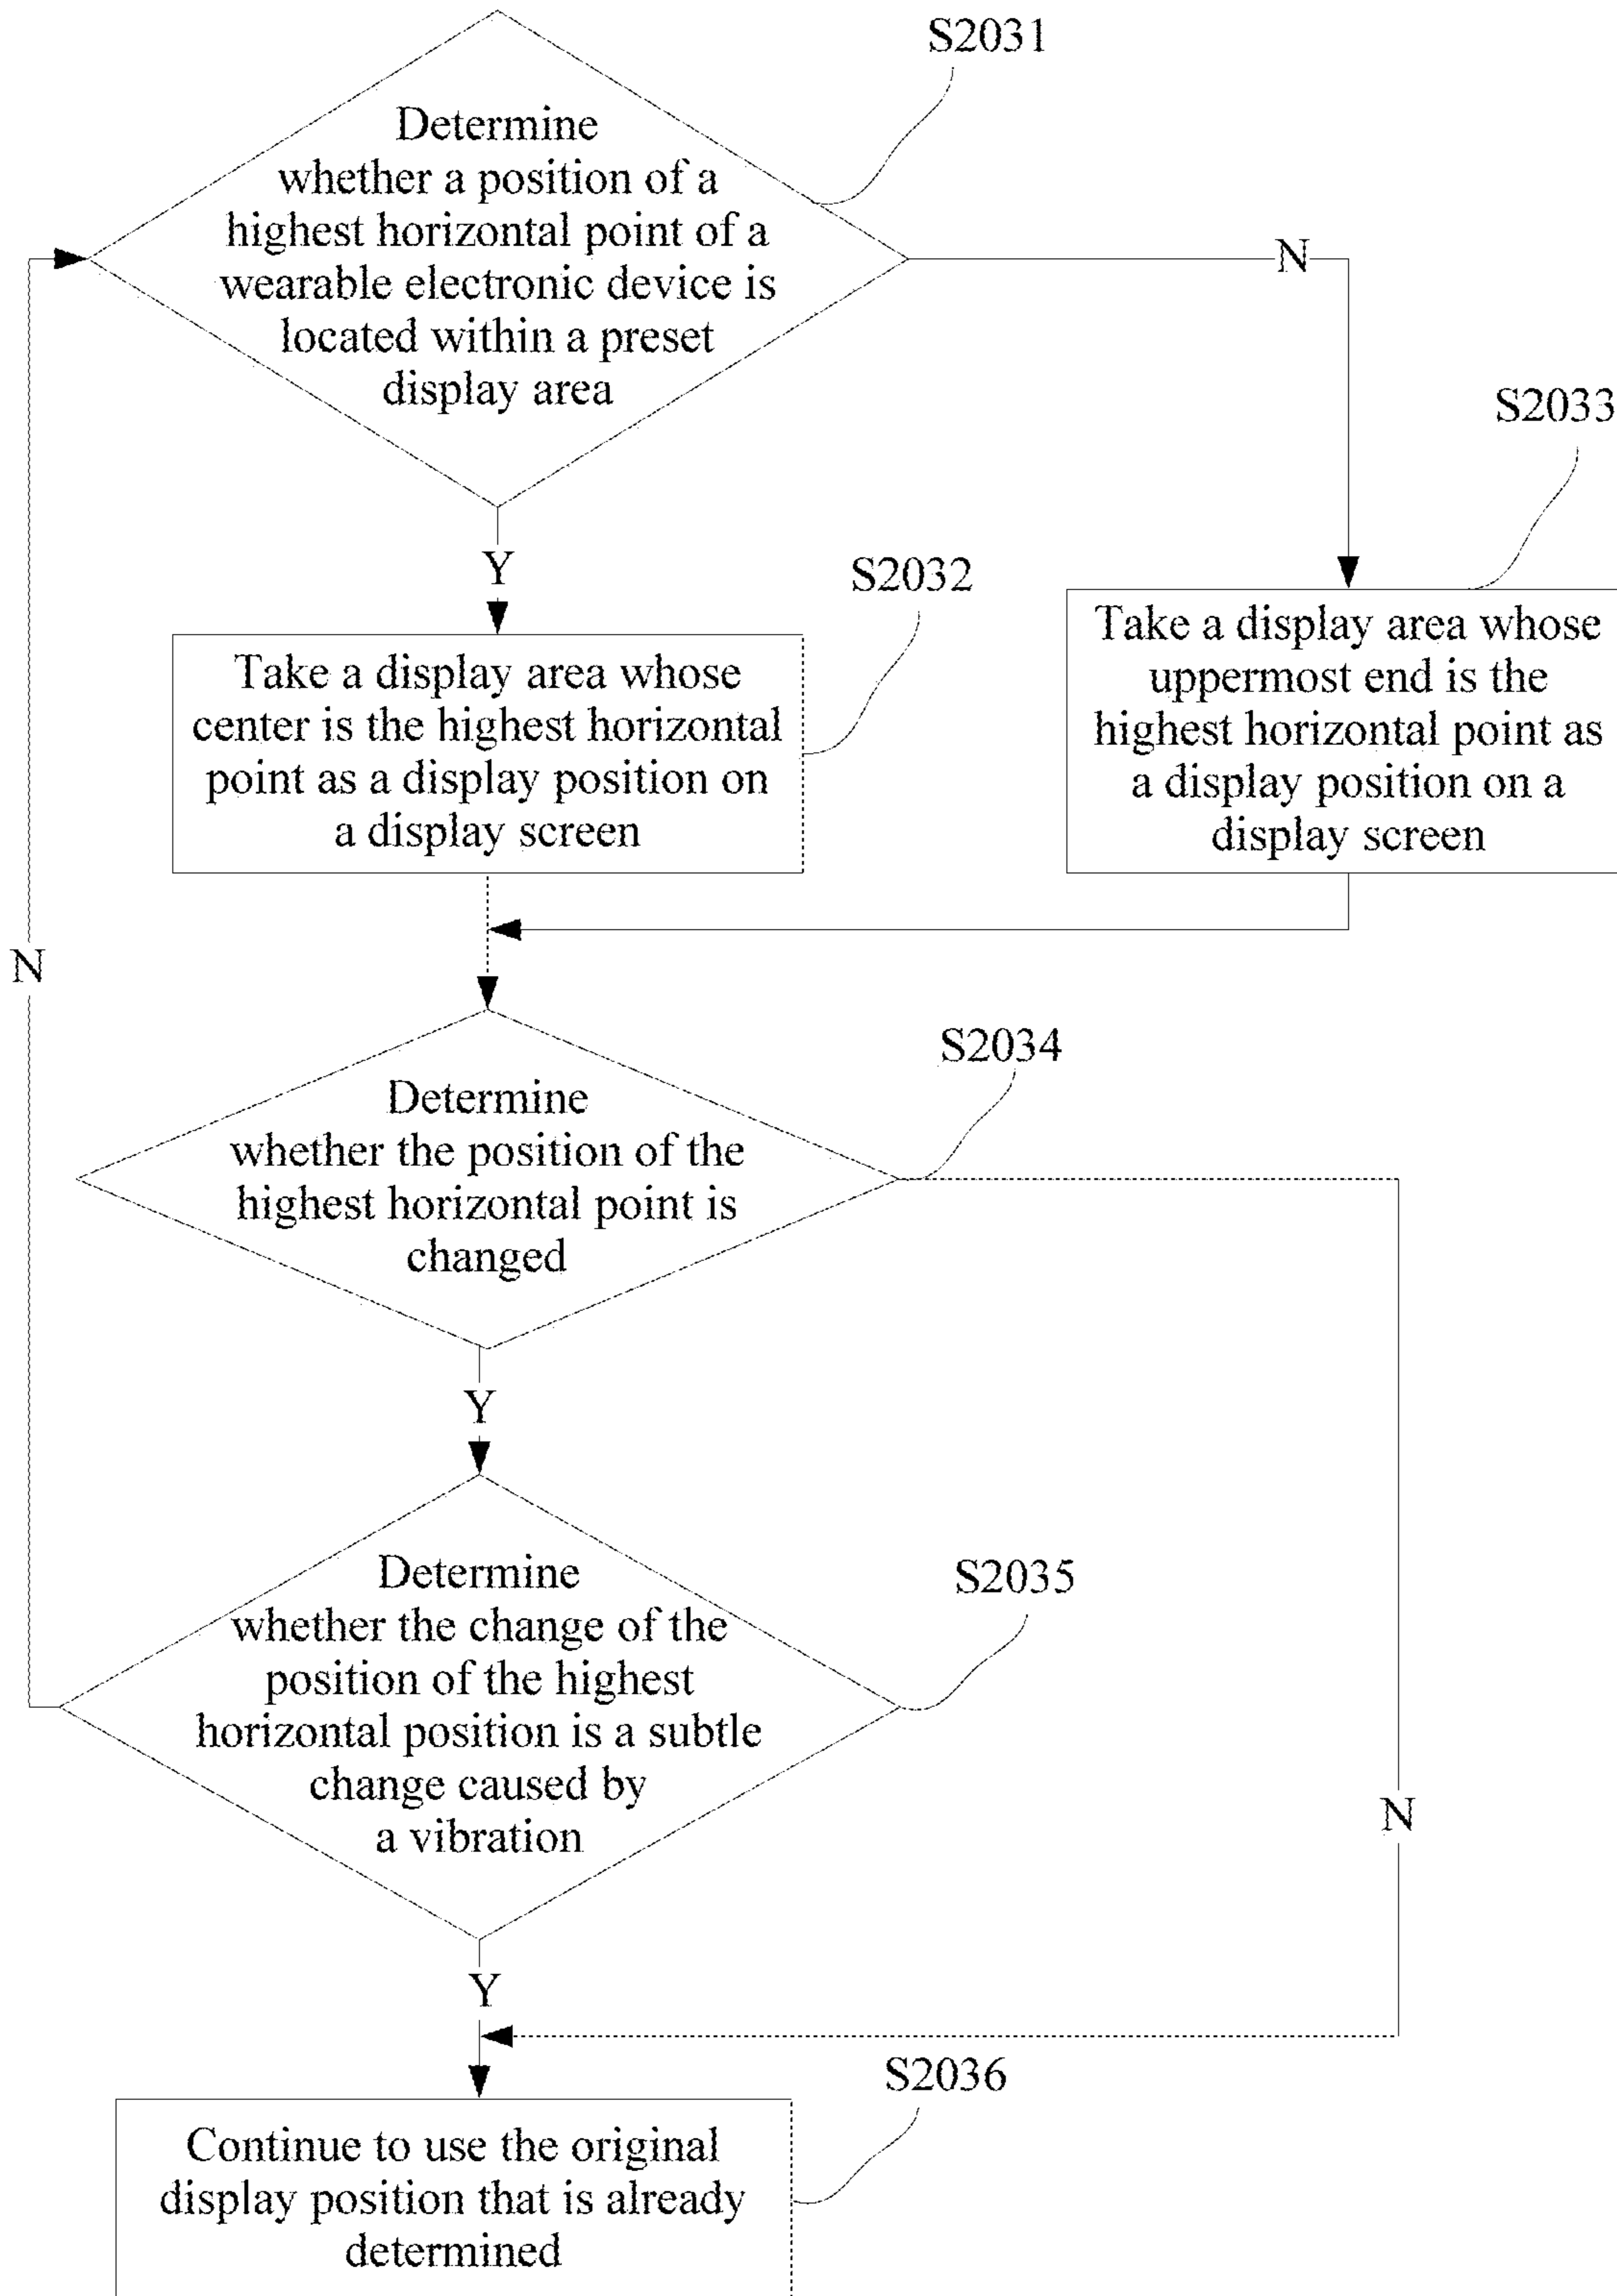 S2031
Determine
whether a position of a
highest horizontal point of a
wearable electronic device is
located within a preset
display area
N
S2033
Y
S2032
Take a display area whose
center is the highest horizontal
point as a display position on
a display screen
Take a display area whose
uppermost end is the
highest horizontal point as
a display position on a
display screen
N
S2034
Determine
whether the position of the
highest horizontal point is
changed
Y
S2035
Determine
whether the change of the
position of the highest
horizontal position is a subtle
change caused by
a vibration
N
Y
S2036
Continue to use the original
display position that is already
determined